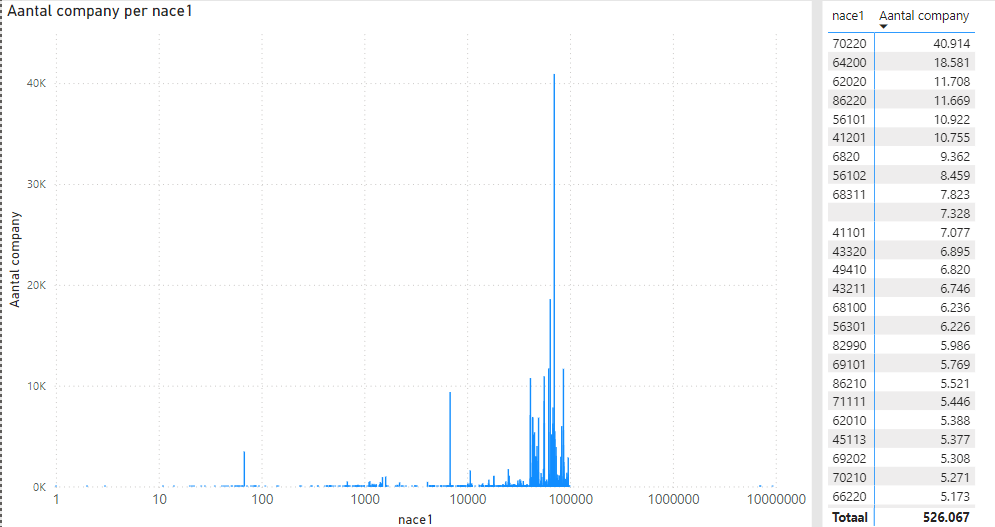 Aantal company per nace1
40K
30K
20K
10K
0K
Aantal company
1 10 100 1000 10000 100000 1000000 10000000
nace1
nace1 Aantal company
70220 40.914
64200 18.581
62020 11.708
86220 11.669
56101 10.922
41201 10.755
6820 9.362
56102 8.459
68311 7.823
7.328
41101 7.077
43320 6.895
49410 6.820
43211 6.746
68100 6.236
56301 6.226
82990 5.986
69101 5.769
86210 5.521
71111 5.446
62010 5.388
45113 5.377
69202 5.308
70210 5.271
66220 5.173
Totaal 526.067